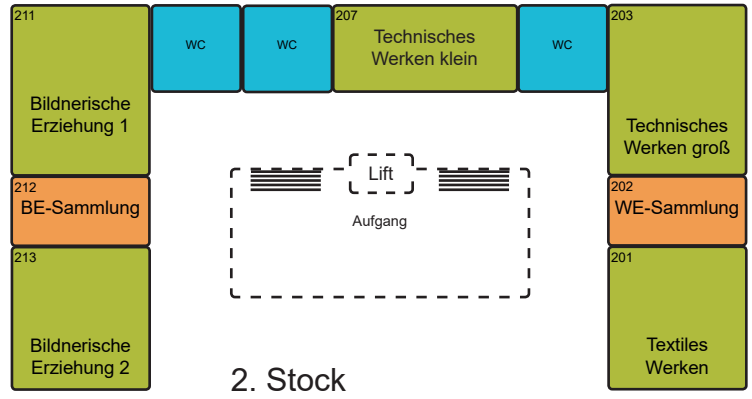 211
WC
WC
207
Technisches
Werken klein
WC
203
Bildnerische
Erziehung 1
Technisches
Werken groß
Lift
Aufgang
212
BE-Sammlung
202
WE-Sammlung
213
Bildnerische
Erziehung 2
201
Textiles
Werken
2. Stock